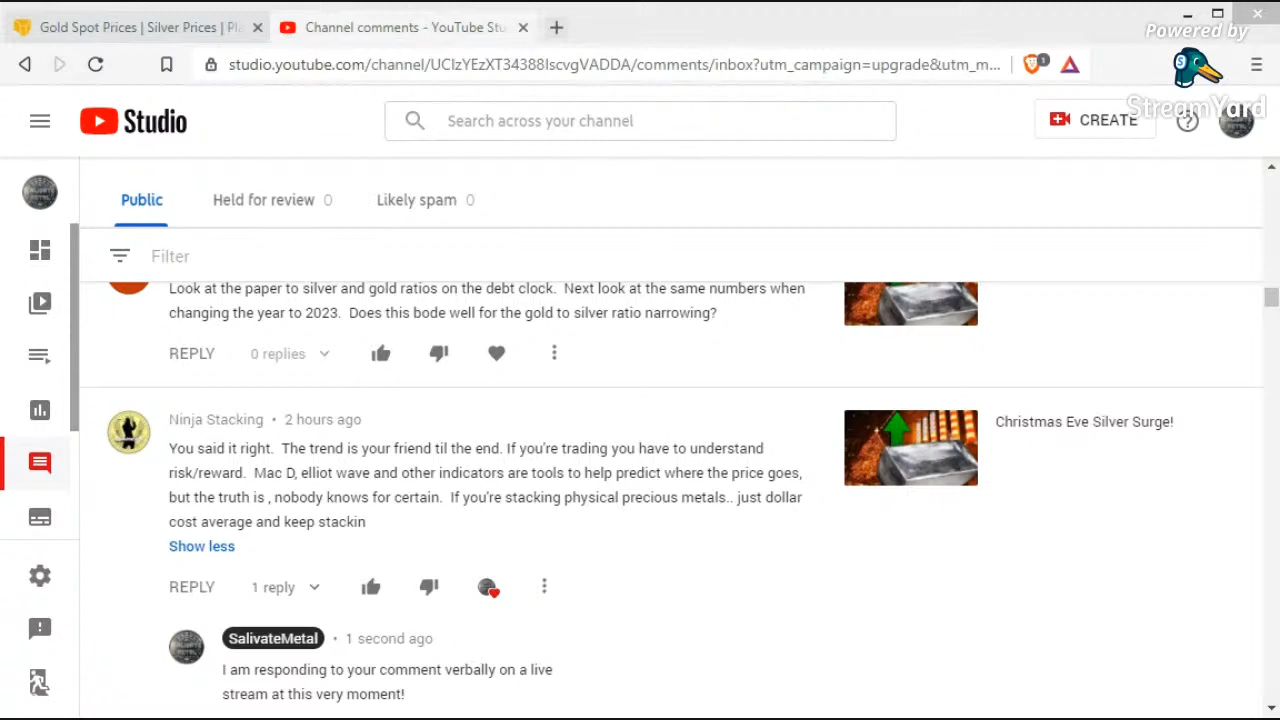 Gold Spot Prices | Silver Prices | Pla
Channel comments - YouTube Stu
Powered by
studio.youtube.com/channel/UCIzYEzXT34388IscvgVADDA/comments/inbox?utm_campaign=upgrade&utm_m...
1
StreamYard
Studio
Search across your channel
CREATE
Public
Held for review 0
Likely spam 0
Filter
Look at the paper to silver and gold ratios on the debt clock. Next look at the same numbers when
changing the year to 2023. Does this bode well for the gold to silver ratio narrowing?
REPLY 0 replies
Ninja Stacking • 2 hours ago
Christmas Eve Silver Surge!
You said it right. The trend is your friend til the end. If you're trading you have to understand
risk/reward. Mac D, elliot wave and other indicators are tools to help predict where the price goes,
but the truth is , nobody knows for certain. If you're stacking physical precious metals.. just dollar
cost average and keep stackin
Show less
REPLY 1 reply
SalivateMetal • 1 second ago
I am responding to your comment verbally on a live
stream at this very moment!